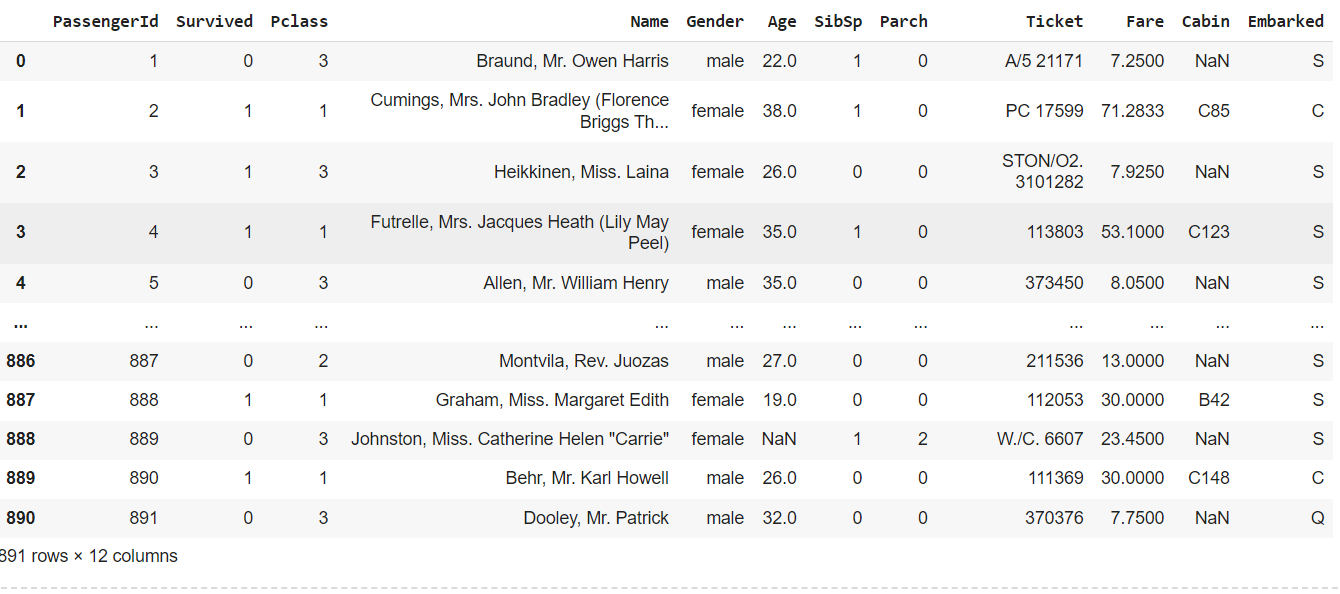 PassengerId Survived Pclass Name Gender Age SibSp Parch Ticket Fare Cabin Embarked
0 1 0 3 Braund, Mr. Owen Harris male 22.0 1 0 A/5 21171 7.2500 NaN S
1 2 1 1 Cumings, Mrs. John Bradley (Florence
Briggs Th... female 38.0 1 0 PC 17599 71.2833 C85 C
2 3 1 3 Heikkinen, Miss. Laina female 26.0 0 0 STON/O2.
3101282 7.9250 NaN S
3 4 1 1 Futrelle, Mrs. Jacques Heath (Lily May
Peel) female 35.0 1 0 113803 53.1000 C123 S
4 5 0 3 Allen, Mr. William Henry male 35.0 0 0 373450 8.0500 NaN S
... ... ... ... ... ... ... ... ... ... ... ... ...
886 887 0 2 Montvila, Rev. Juozas male 27.0 0 0 211536 13.0000 NaN S
887 888 1 1 Graham, Miss. Margaret Edith female 19.0 0 0 112053 30.0000 B42 S
888 889 0 3 Johnston, Miss. Catherine Helen "Carrie" female NaN 1 2 W./C. 6607 23.4500 NaN S
889 890 1 1 Behr, Mr. Karl Howell male 26.0 0 0 111369 30.0000 C148 C
890 891 0 3 Dooley, Mr. Patrick male 32.0 0 0 370376 7.7500 NaN Q
891 rows × 12 columns